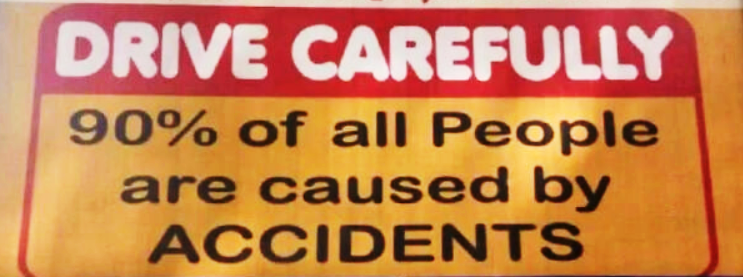 DRIVE CAREFULLY
90% of all People
are caused by
ACCIDENTS